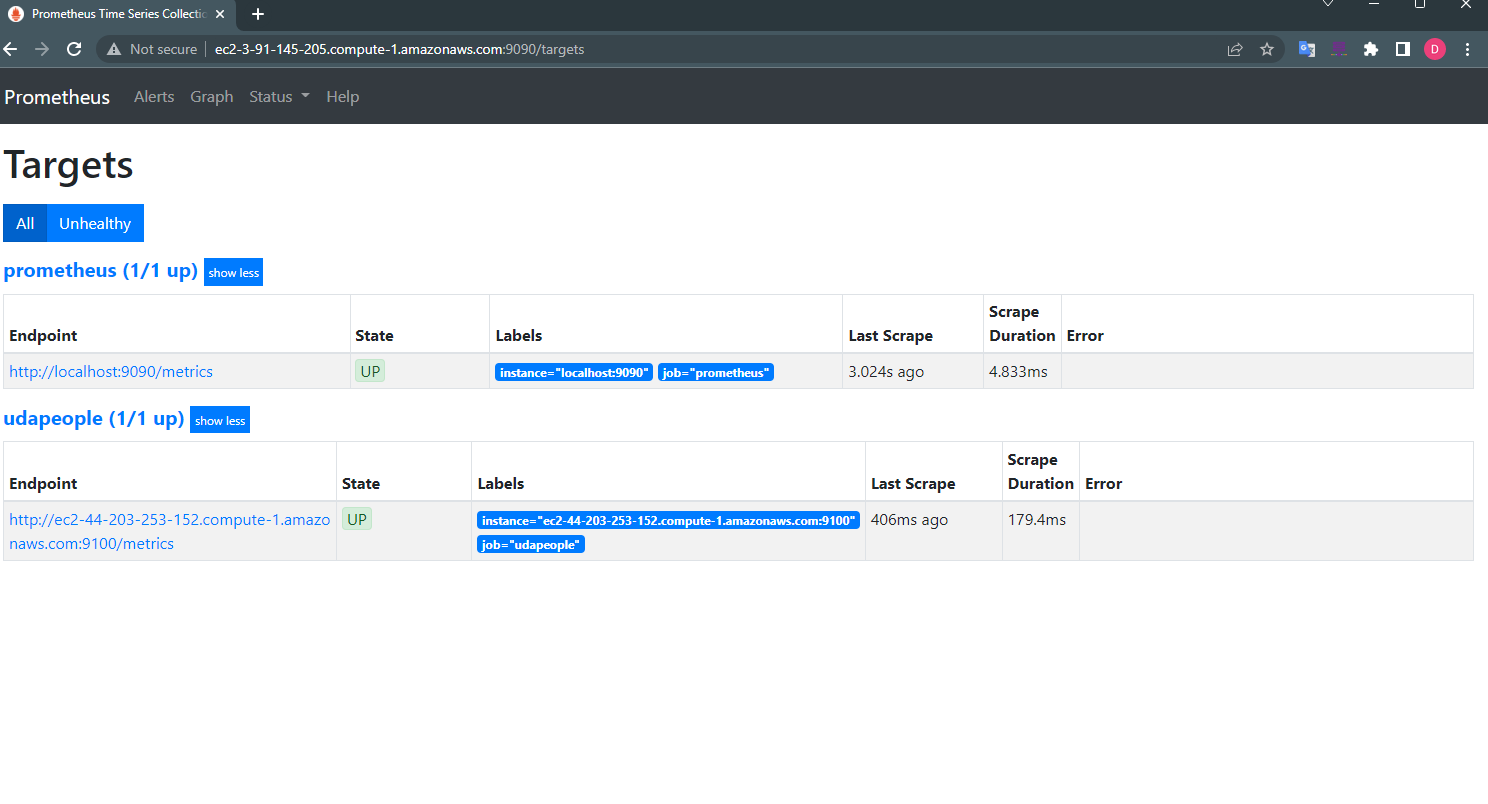 Prometheus Time Series Collectic
Not secure ec2-3-91-145-205.compute-1.amazonaws.com:9090/targets
D
Prometheus Alerts Graph Status Help
Targets
All Unhealthy
prometheus (1/1 up) show less
Scrape
Endpoint State Labels Last Scrape Duration Error
http://localhost:9090/metrics UP instance="localhost:9090" job="prometheus" 3.024s ago 4.833ms
udapeople (1/1 up) show less
Scrape
Endpoint State Labels Last Scrape Duration Error
http://ec2-44-203-253-152.compute-1.amazo UP instance="ec2-44-203-253-152.compute-1.amazonaws.com:9100" 406ms ago 179.4ms
naws.com:9100/metrics job="udapeople"